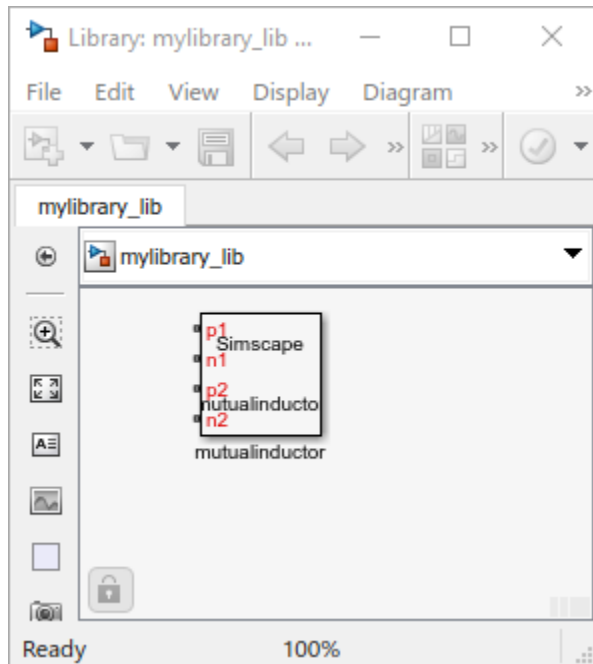 Library: mylibrary_lib ...
File Edit View Display Diagram »
» »
mylibrary_lib
mylibrary_lib
p1
Simscape
n1
p2
mutualinducto
n2
mutualinductor
A
Ready 100%